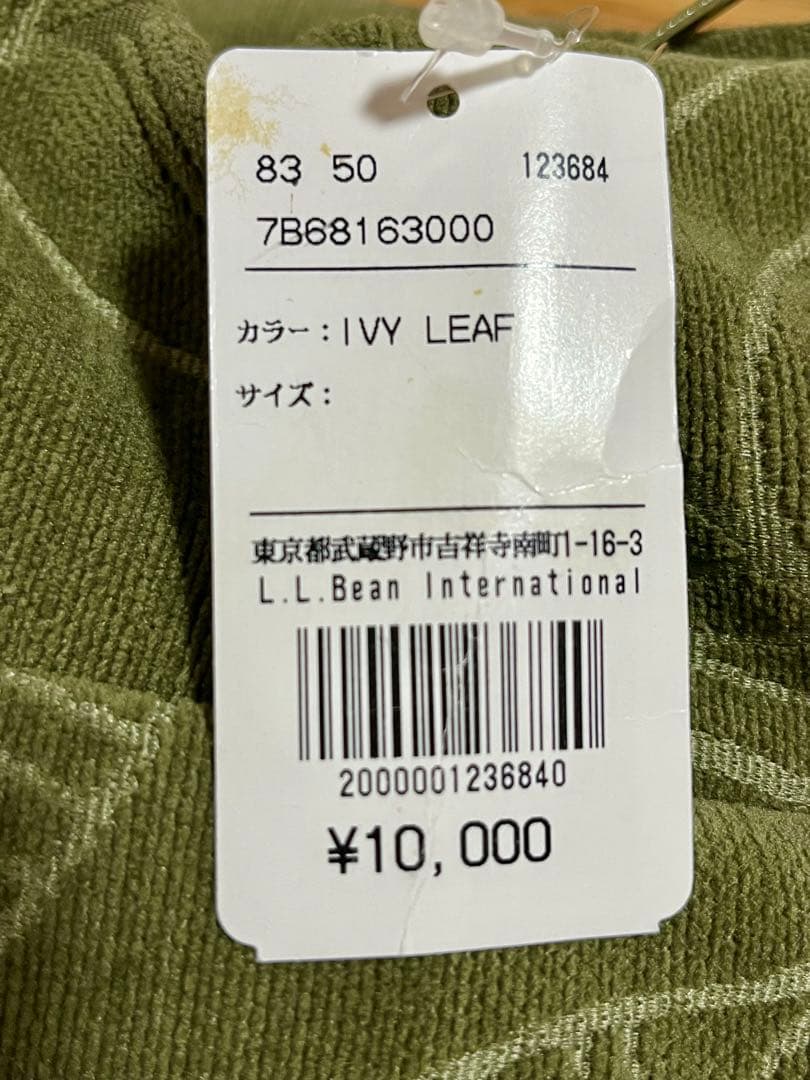 83 50 123684
7B68163000
カラー：IVY LEAF
サイズ：
東京都武蔵野市吉祥寺南町1-16-3
L.L.Bean International
2000001236840
¥10,000